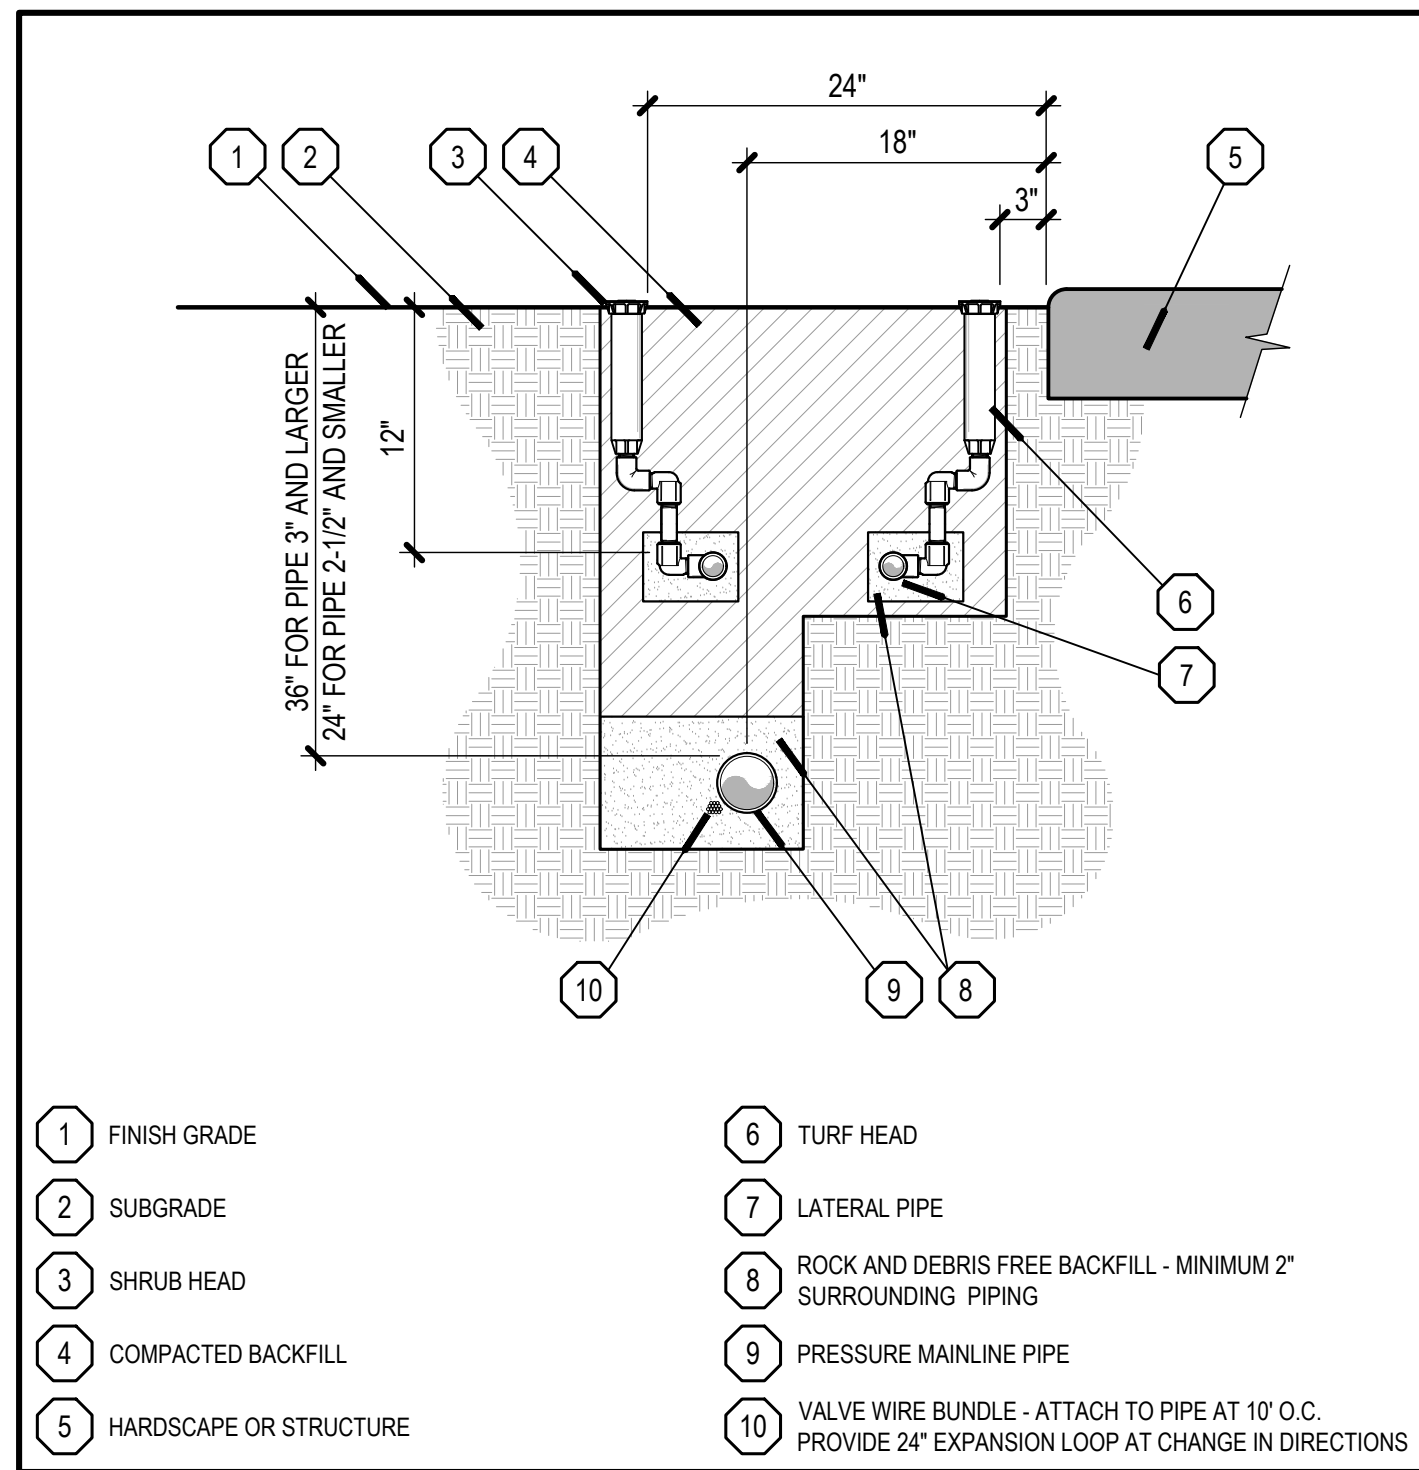 24"
18"
3"
1
2
3
4
5
36" FOR PIPE 3" AND LARGER
24" FOR PIPE 2-1/2" AND SMALLER
12"
6
7
10
9
8
1 FINISH GRADE
2 SUBGRADE
3 SHRUB HEAD
4 COMPACTED BACKFILL
5 HARDSCAPE OR STRUCTURE
6 TURF HEAD
7 LATERAL PIPE
8 ROCK AND DEBRIS FREE BACKFILL - MINIMUM 2"
SURROUNDING PIPING
9 PRESSURE MAINLINE PIPE
10 VALVE WIRE BUNDLE - ATTACH TO PIPE AT 10' O.C.
PROVIDE 24" EXPANSION LOOP AT CHANGE IN DIRECTIONS